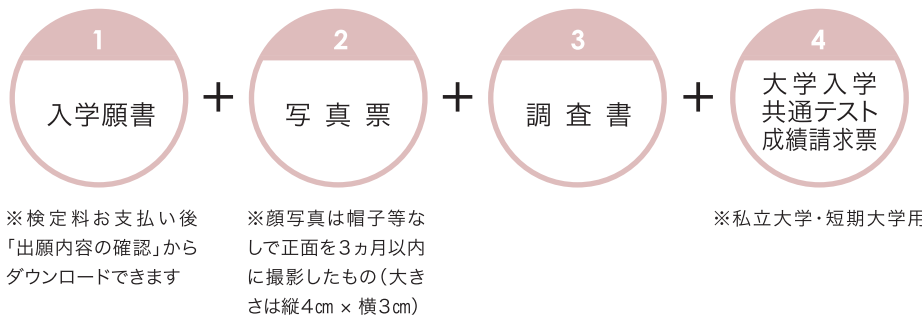 1
入学願書
※検定料お支払い後
「出願内容の確認」から
ダウンロードできます
+
2
写真票
※顔写真は帽子等な
しで正面を3ヵ月以内
に撮影したもの(大き
さは縦4㎝ × 横3㎝)
+
3
調査書
+
4
大学入学
共通テスト
成績請求票
※私立大学・短期大学用